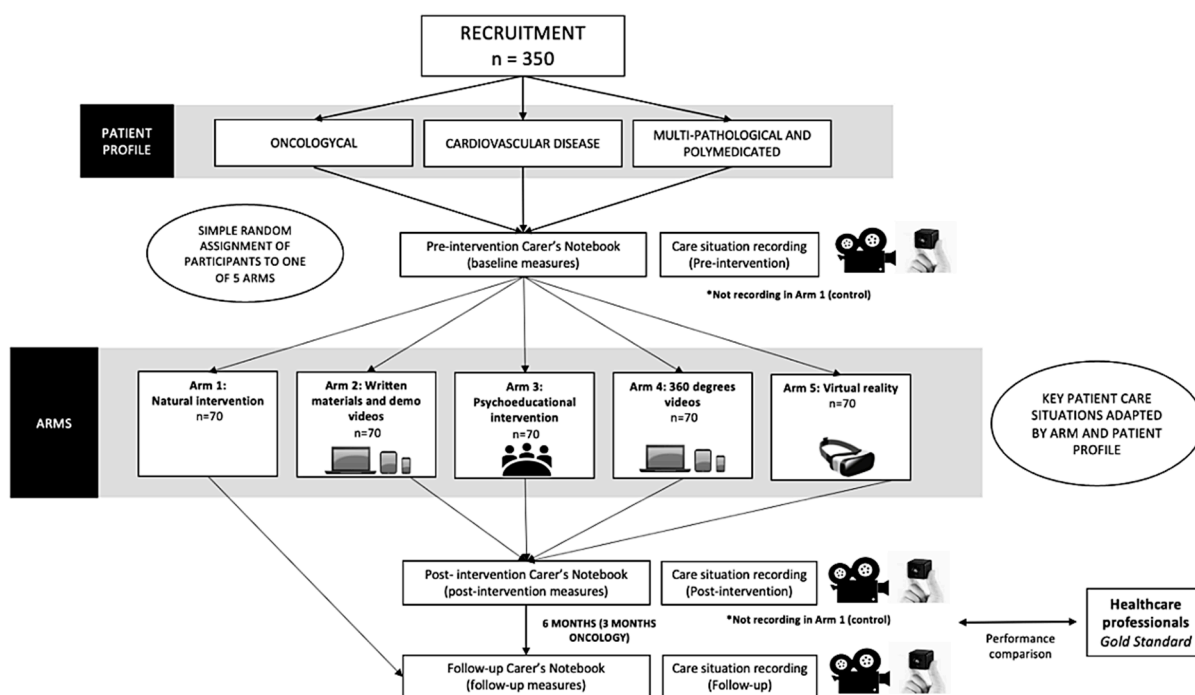 RECRUITMENT
n = 350
PATIENT
PROFILE
ONCOLOGYCAL
CARDIOVASCULAR DISEASE
MULTI-PATHOLOGICAL AND
POLYMEDICATED
SIMPLE RANDOM
ASSIGNMENT OF
PARTICIPANTS TO ONE
OF 5 ARMS
Pre-intervention Carer's Notebook
(baseline measures)
Care situation recording
(Pre-intervention)
*Not recording in Arm 1 (control)
ARMS
Arm 1:
Natural intervention
n=70
Arm 2: Written
materials and demo
videos
n=70
Arm 3:
Psychoeducational
intervention
n=70
Arm 4: 360 degrees
videos
n=70
Arm 5: Virtual reality
n=70
KEY PATIENT CARE
SITUATIONS ADAPTED
BY ARM AND PATIENT
PROFILE
Post- intervention Carer's Notebook
(post-intervention measures)
Care situation recording
(Post-intervention)
*Not recording in Arm 1 (control)
6 MONTHS (3 MONTHS
ONCOLOGY)
Performance
comparison
Healthcare
professionals
Gold Standard
Follow-up Carer's Notebook
(follow-up measures)
Care situation recording
(Follow-up)